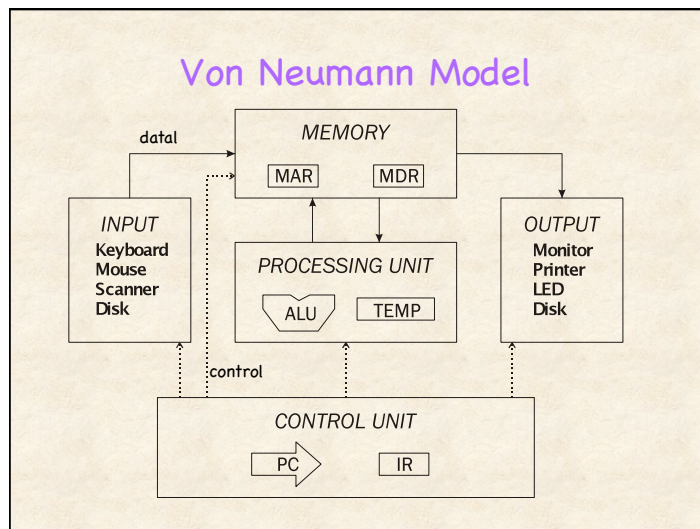 Von Neumann Model
MEMORY
datal
MAR
MDR
INPUT
Keyboard
Mouse
Scanner
Disk
PROCESSING UNIT
ALU
TEMP
OUTPUT
Monitor
Printer
LED
Disk
control
CONTROL UNIT
PC
IR